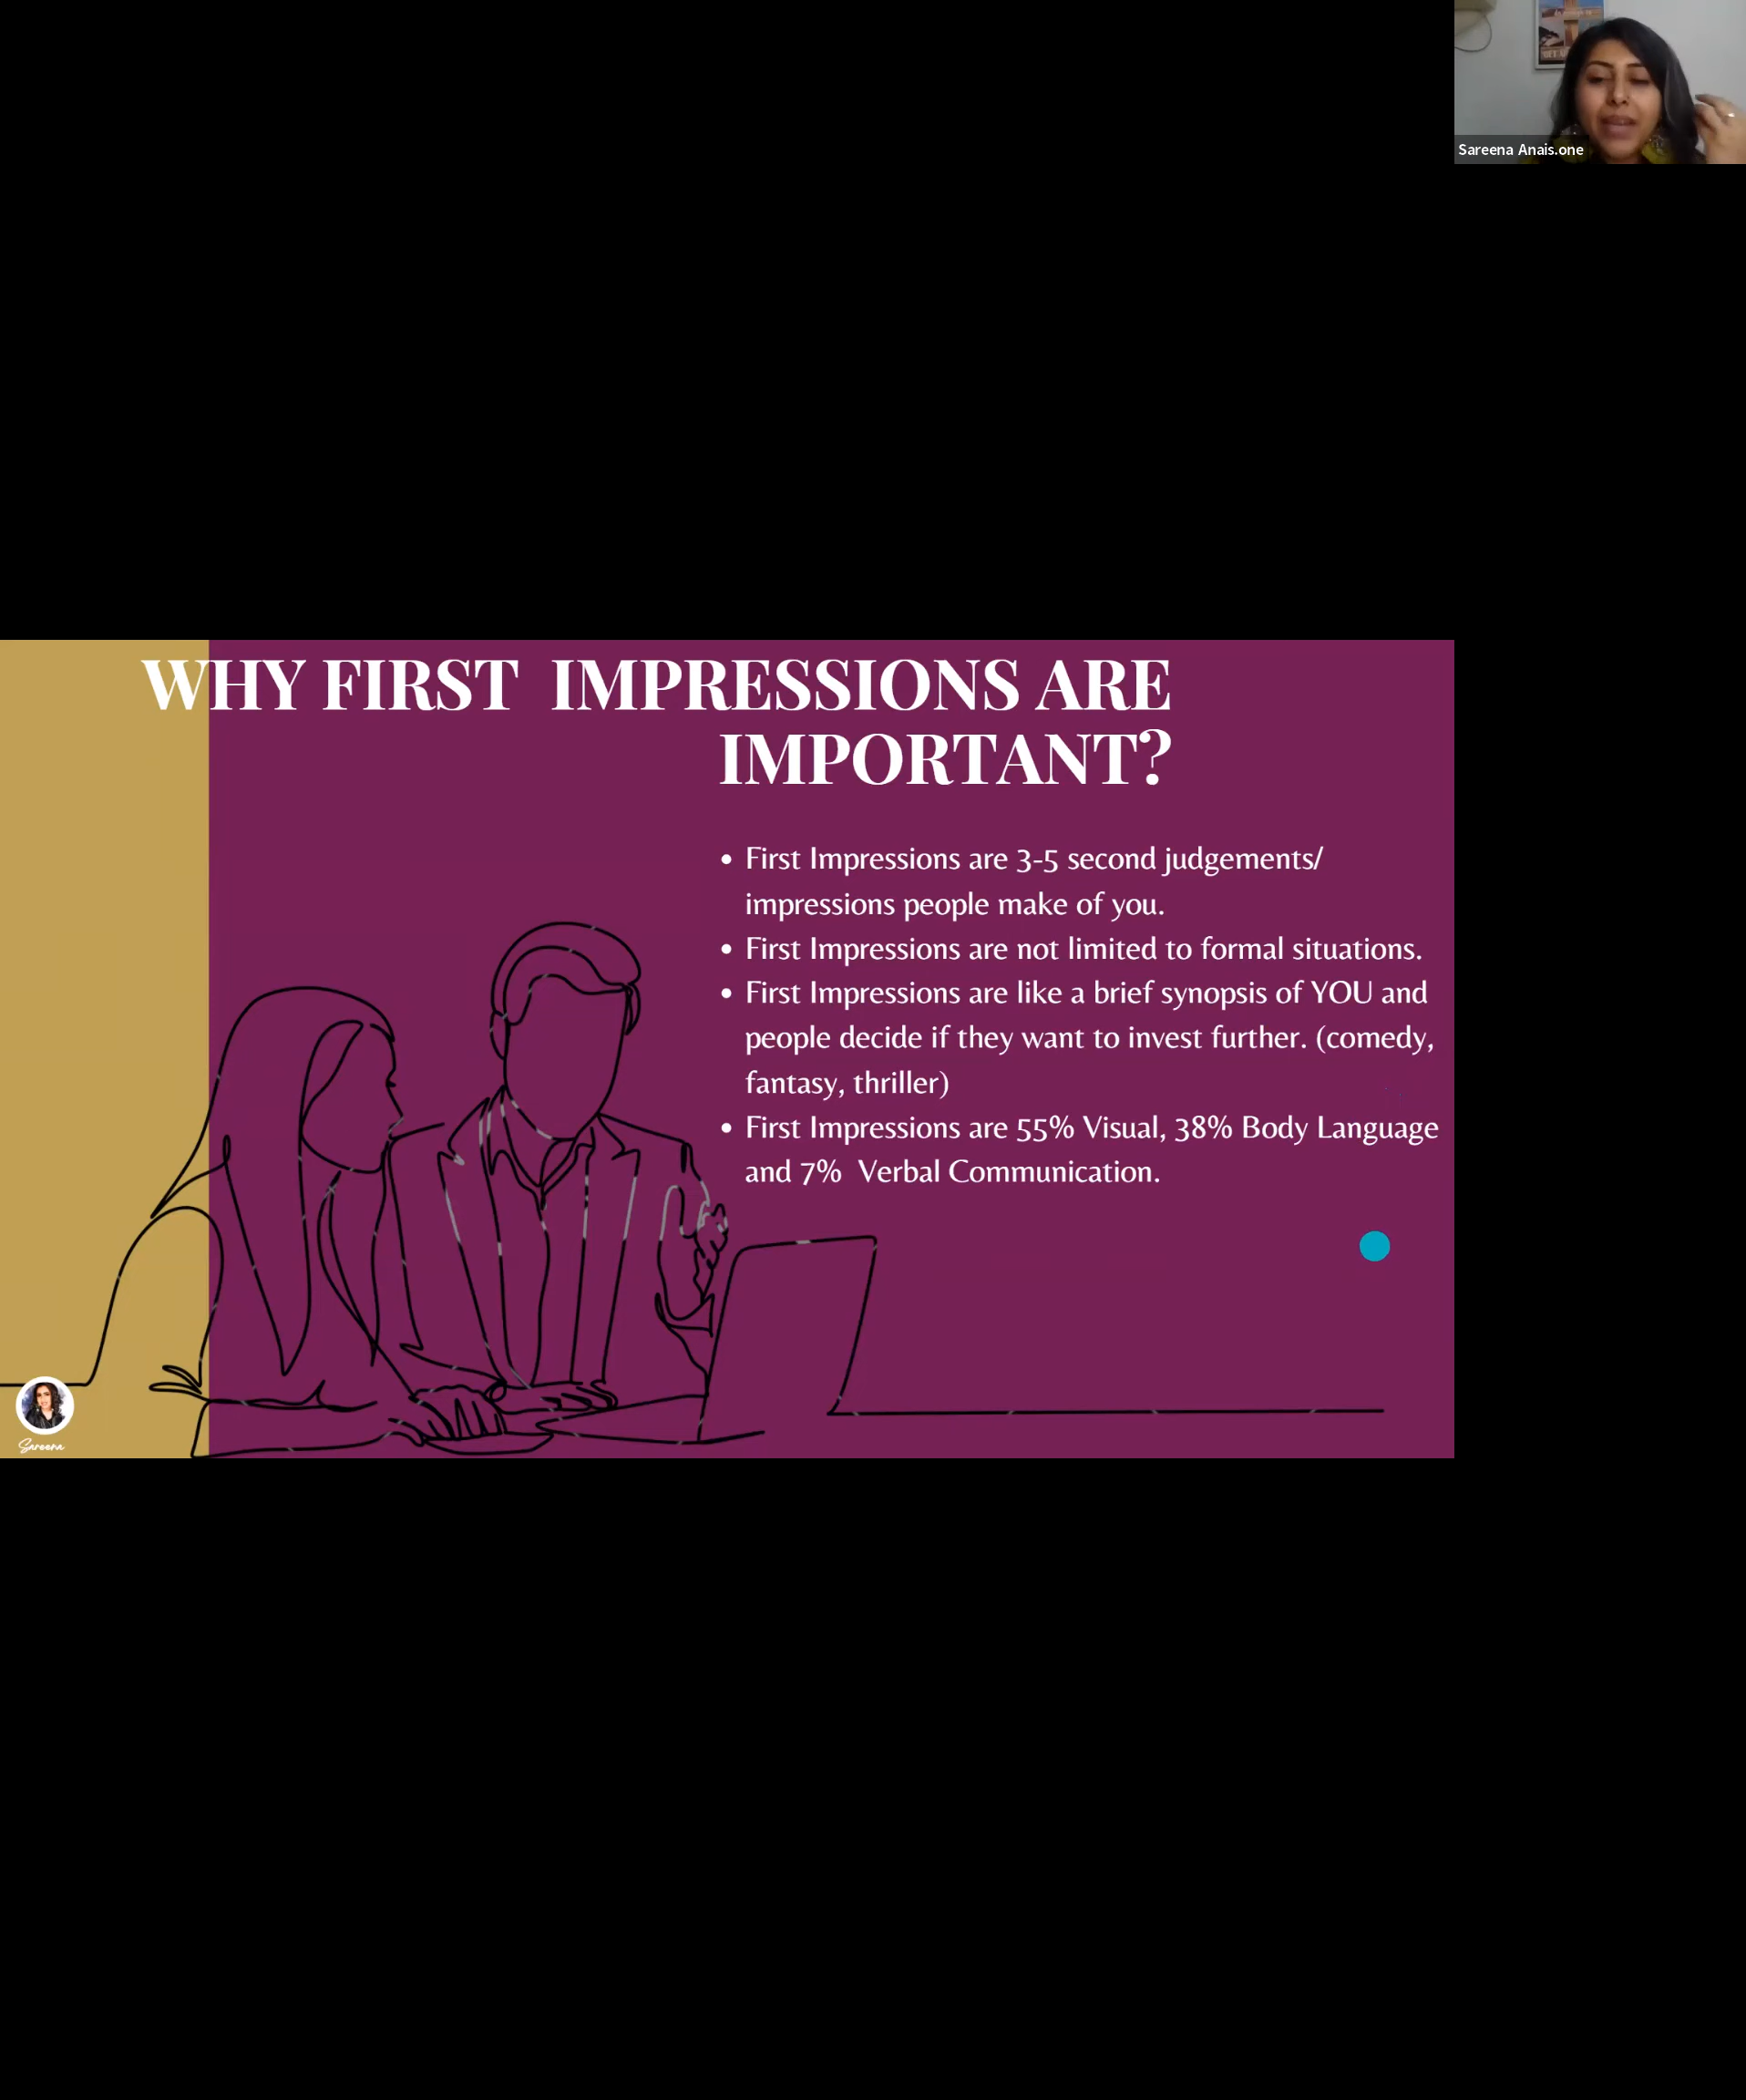 Sareena Anais.one
WHY FIRST IMPRESSIONS ARE
IMPORTANT?
• First Impressions are 3-5 second judgements/
impressions people make of you.
• First Impressions are not limited to formal situations.
• First Impressions are like a brief synopsis of YOU and
people decide if they want to invest further. (comedy,
fantasy, thriller)
• First Impressions are 55% Visual, 38% Body Language
and 7% Verbal Communication.
Sareena